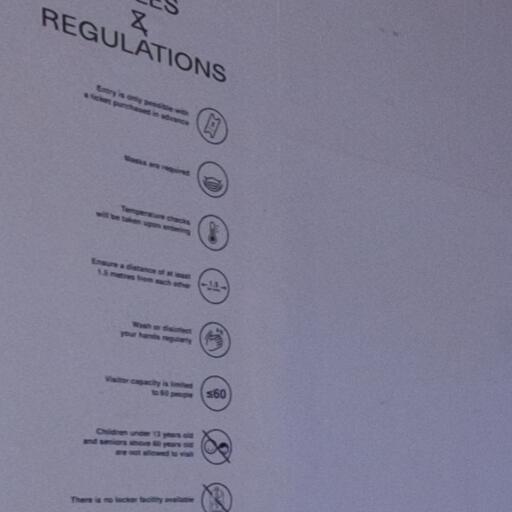 &
REGULATIONS
Entry is only possible with
a ticket purchased in advance
Masks are required
Temperature checks
will be taken upon entering
Ensure a distance of at least
1.5 metres from each other
1.5
Wash or disinfect
your hands regularly
Visitor capacity is limited
to 60 people
≤60
Children under 13 years old
and seniors above 60 years old
are not allowed to visit
There is no locker facility available